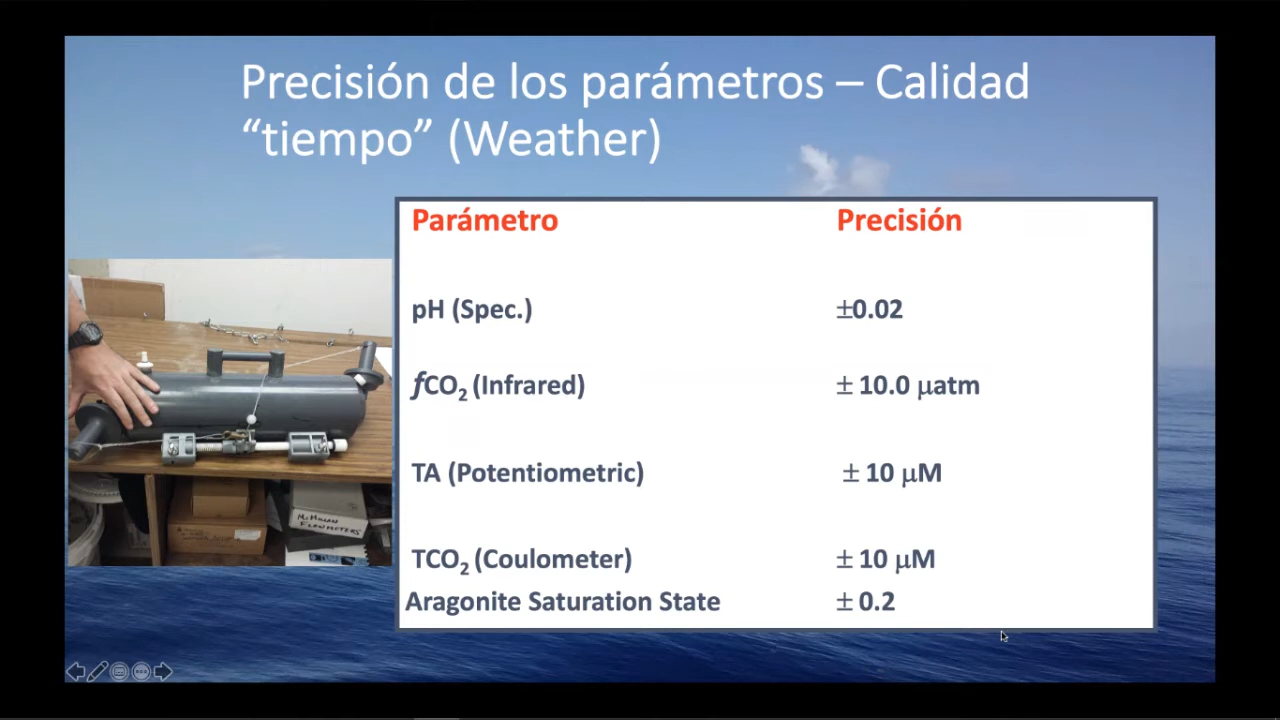 Precisión de los parámetros – Calidad
“tiempo” (Weather)
Parámetro Precisión
pH (Spec.) ±0.02
fCO₂ (Infrared) ± 10.0 μatm
TA (Potentiometric) ± 10 μM
TCO₂ (Coulometer) ± 10 μM
Aragonite Saturation State ± 0.2